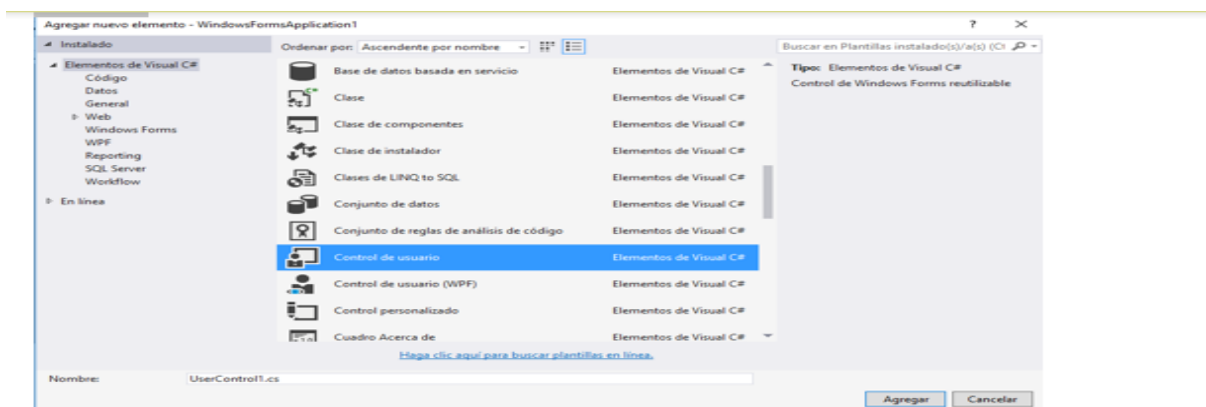 Agregar nuevo elemento - WindowsFormsApplication1
Instalado
Ordenar por: Ascendente por nombre
Buscar en Plantillas instalado(s)/a(s) (Ct
Elementos de Visual C#
Código
Datos
General
Web
Windows Forms
WPF
Reporting
SQL Server
Workflow
En línea
Base de datos basada en servicio Elementos de Visual C#
Clase Elementos de Visual C#
Clase de componentes Elementos de Visual C#
Clase de instalador Elementos de Visual C#
Clases de LINQ to SQL Elementos de Visual C#
Conjunto de datos Elementos de Visual C#
Conjunto de reglas de análisis de código Elementos de Visual C#
Control de usuario Elementos de Visual C#
Control de usuario (WPF) Elementos de Visual C#
Control personalizado Elementos de Visual C#
Cuadro Acerca de Elementos de Visual C#
Haga clic aquí para buscar plantillas en línea.
Tipo: Elementos de Visual C#
Control de Windows Forms reutilizable
Nombre: UserControl1.cs
Agregar Cancelar